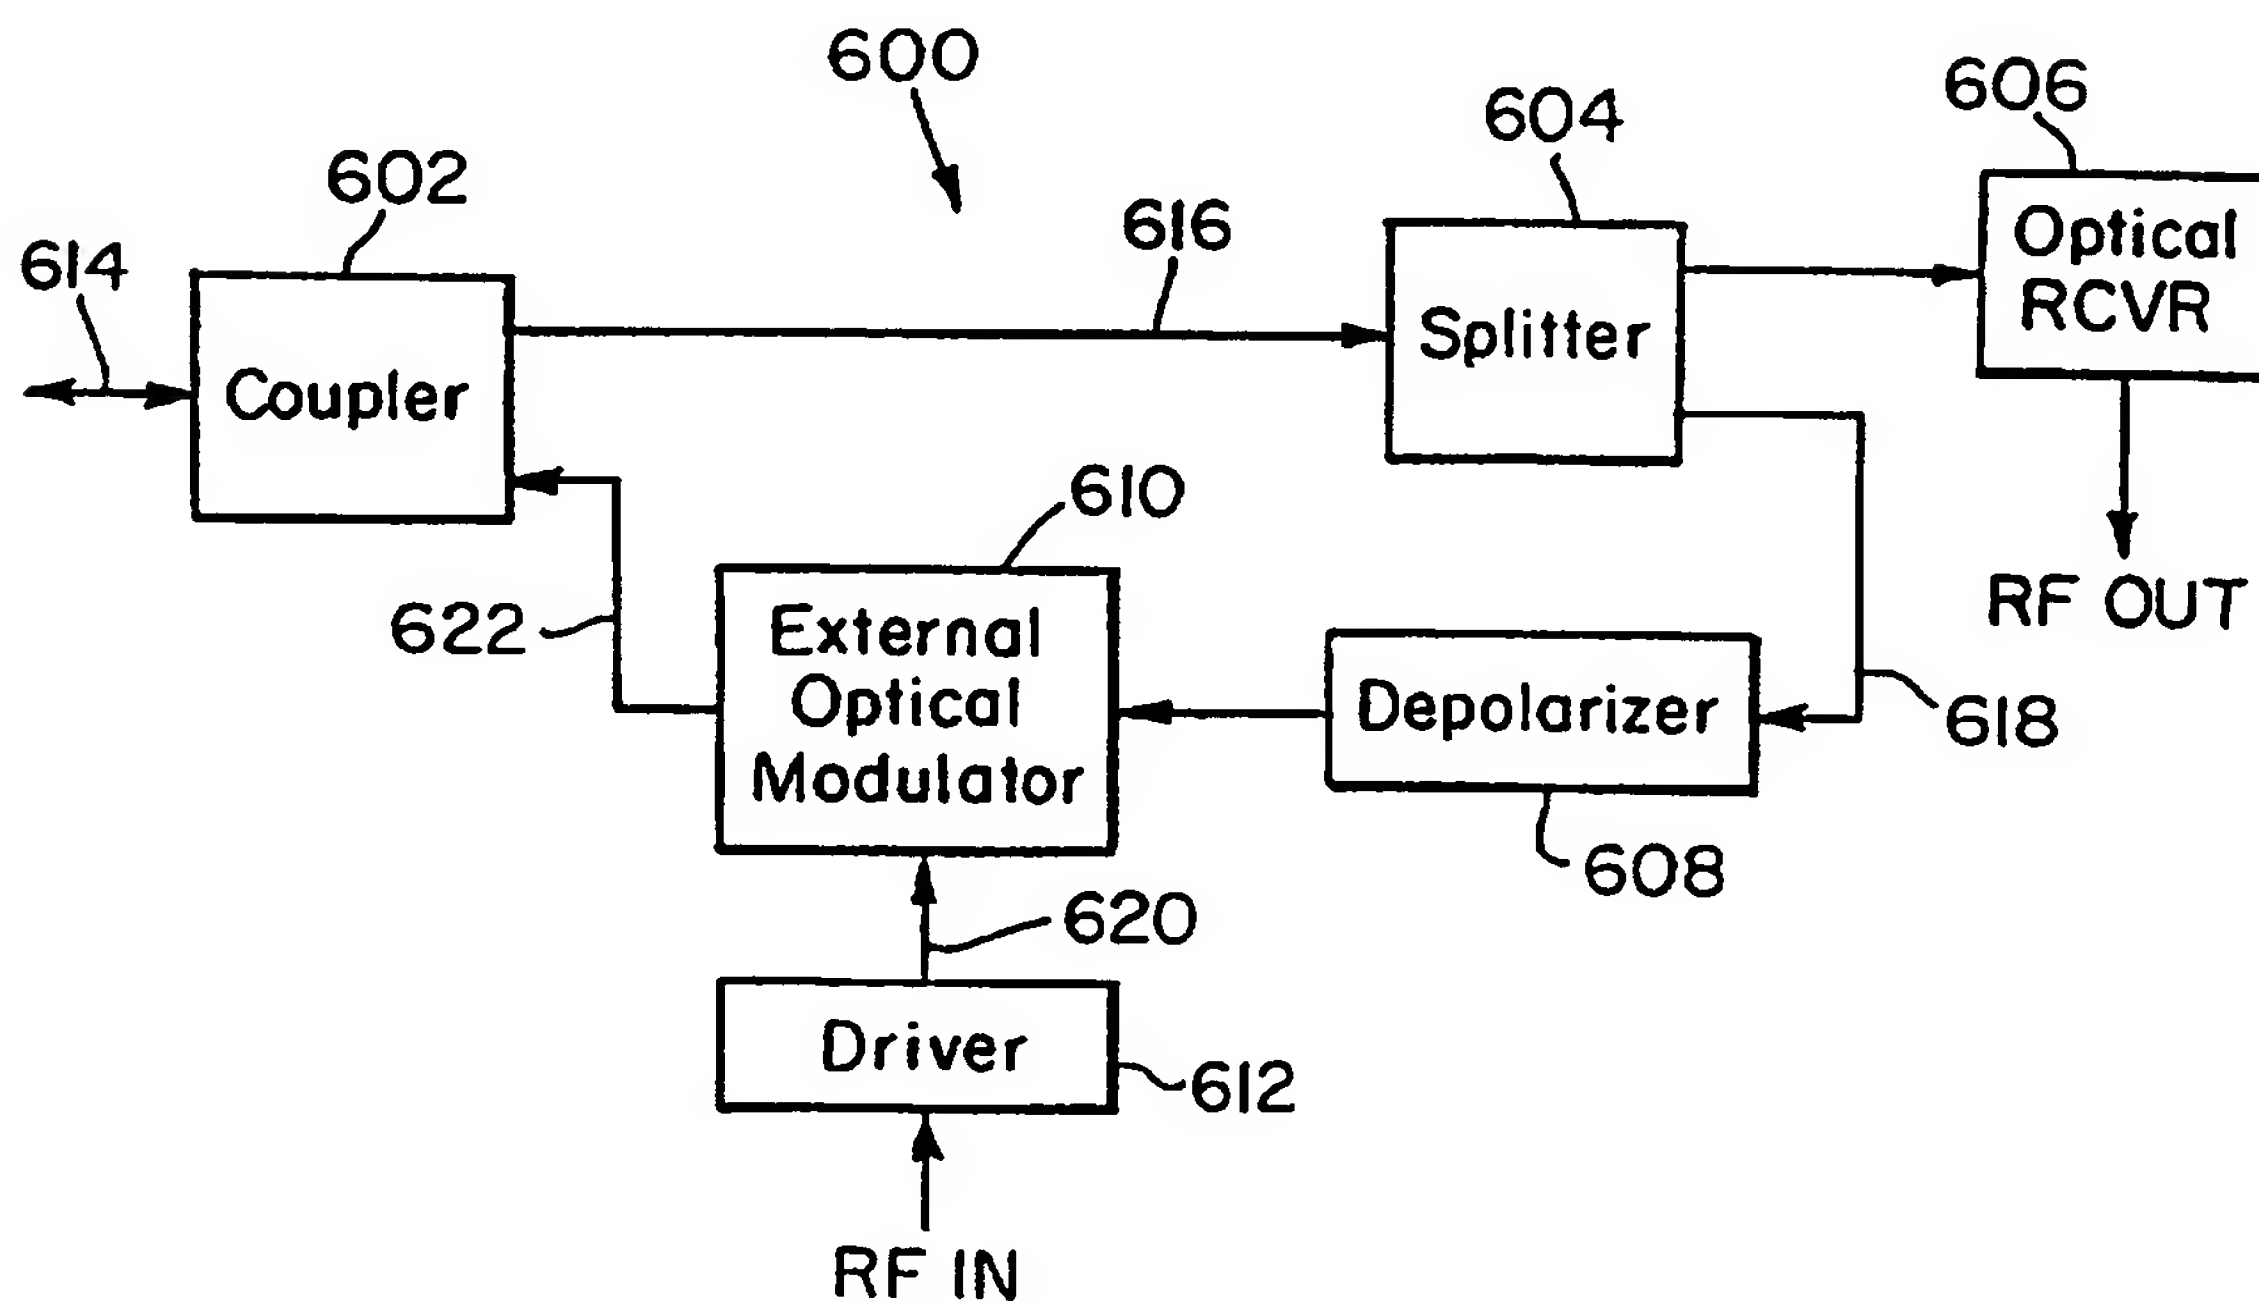 600
606
604
602
616
614
Optical
RCVR
Splitter
Coupler
610
RF OUT
External
Optical
Modulator
622
Depolarizer
618
608
620
Driver
612
RF IN